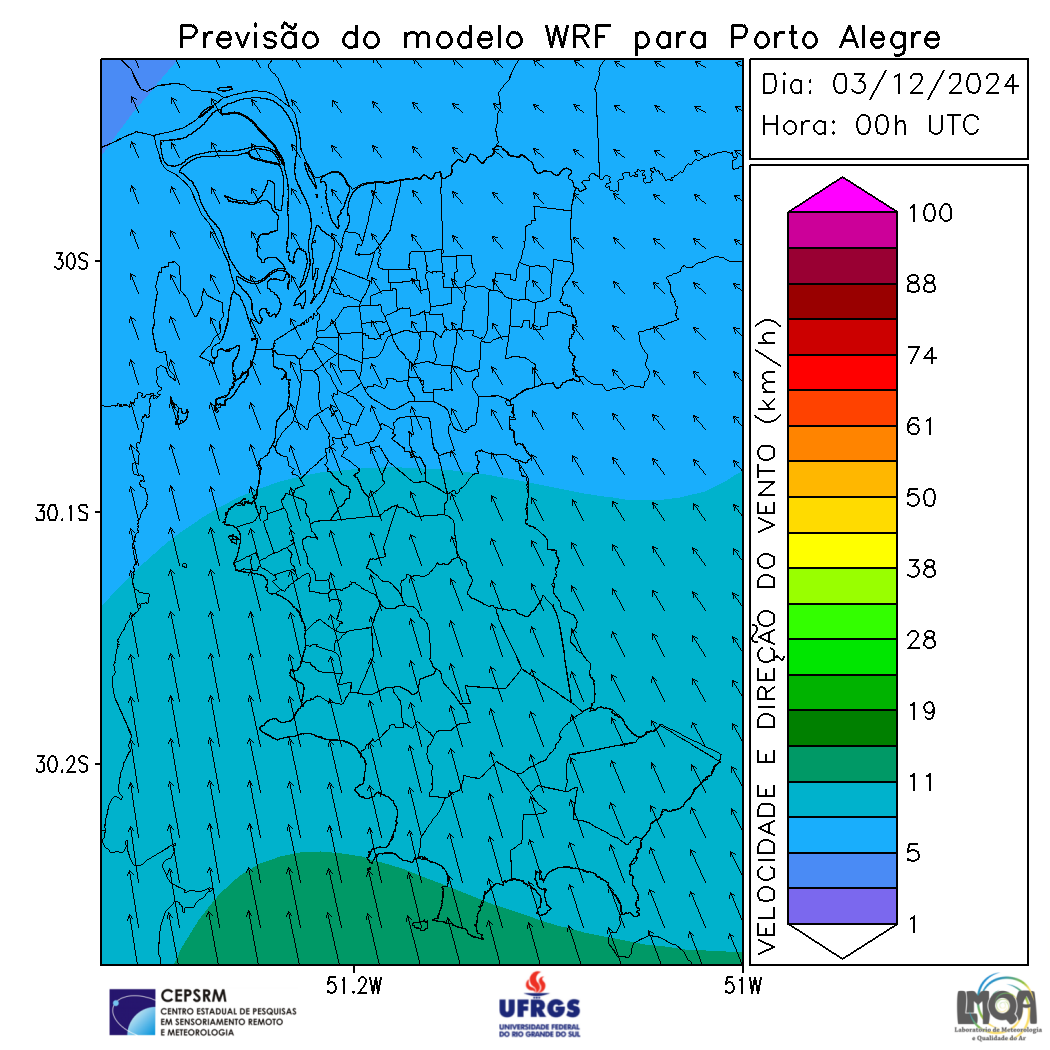 Previsão do modelo WRF para Porto Alegre
Dia: 03/12/2024
Hora: 00h UTC
30S
30.1S
30.2S
51.2W
51W
VELOCIDADE E DIREÇÃO DO VENTO (km/h)
100
88
74
61
50
38
28
19
11
5
1
CEPSRM
CENTRO ESTADUAL DE PESQUISAS
EM SENSORIAMENTO REMOTO
E METEOROLOGIA
UFRGS
UNIVERSIDADE FEDERAL
DO RIO GRANDE DO SUL
LMQA
Laboratório de Meteorologia
e Qualidade do Ar